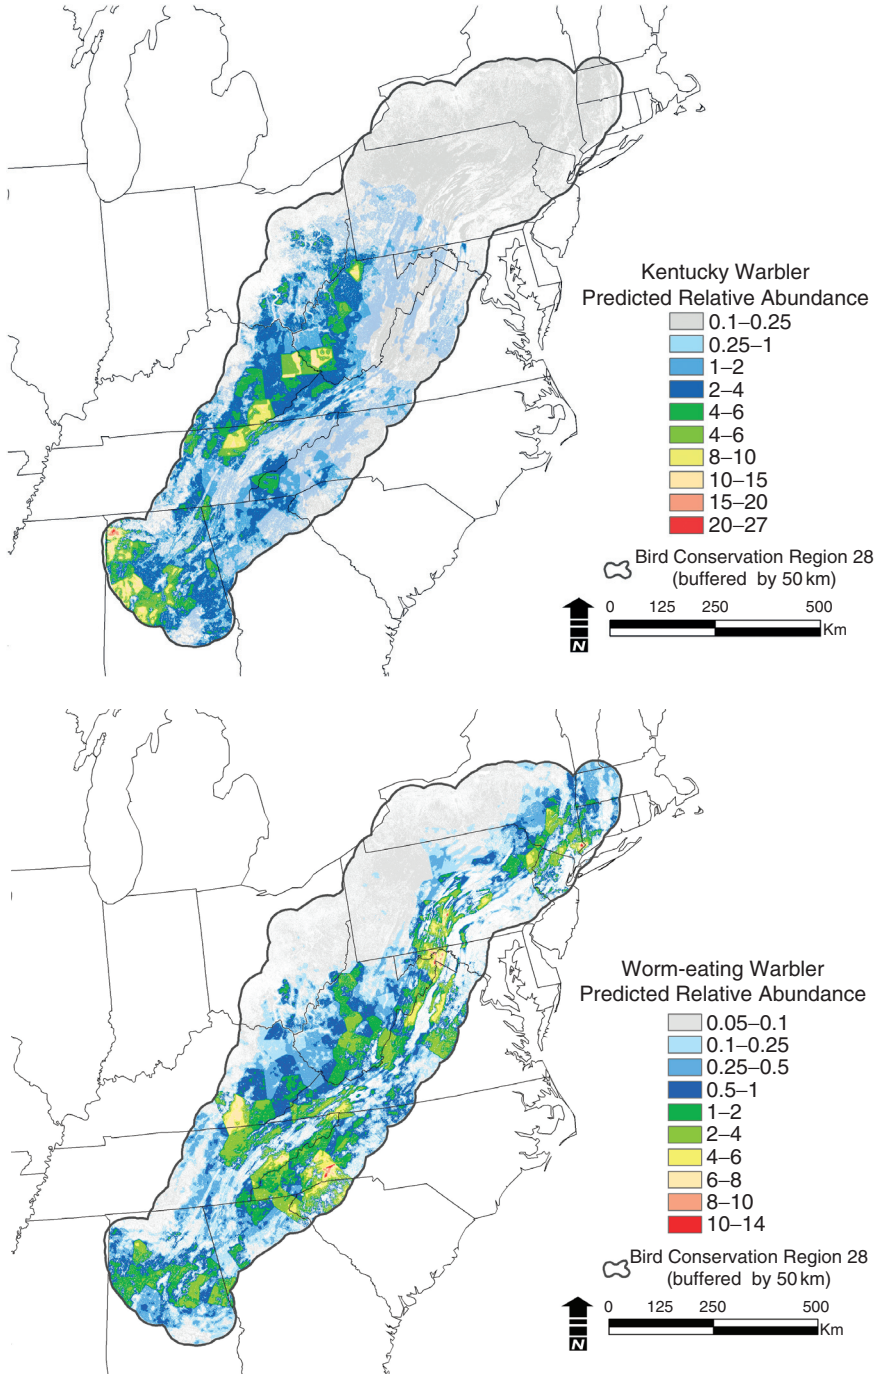 Kentucky Warbler
Predicted Relative Abundance
0.1–0.25
0.25–1
1–2
2–4
4–6
4–6
8–10
10–15
15–20
20–27
Bird Conservation Region 28
(buffered by 50 km)
0 125 250 500
Km
N
Worm-eating Warbler
Predicted Relative Abundance
0.05–0.1
0.1–0.25
0.25–0.5
0.5–1
1–2
2–4
4–6
6–8
8–10
10–14
Bird Conservation Region 28
(buffered by 50 km)
0 125 250 500
Km
N